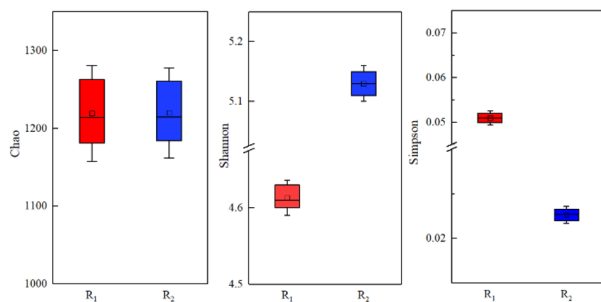 Chao
1300
1200
1100
1000
R₁
R₂
Shannon
5.2
5.1
4.6
4.5
R₁
R₂
Simpson
0.07
0.06
0.05
0.02
R₁
R₂